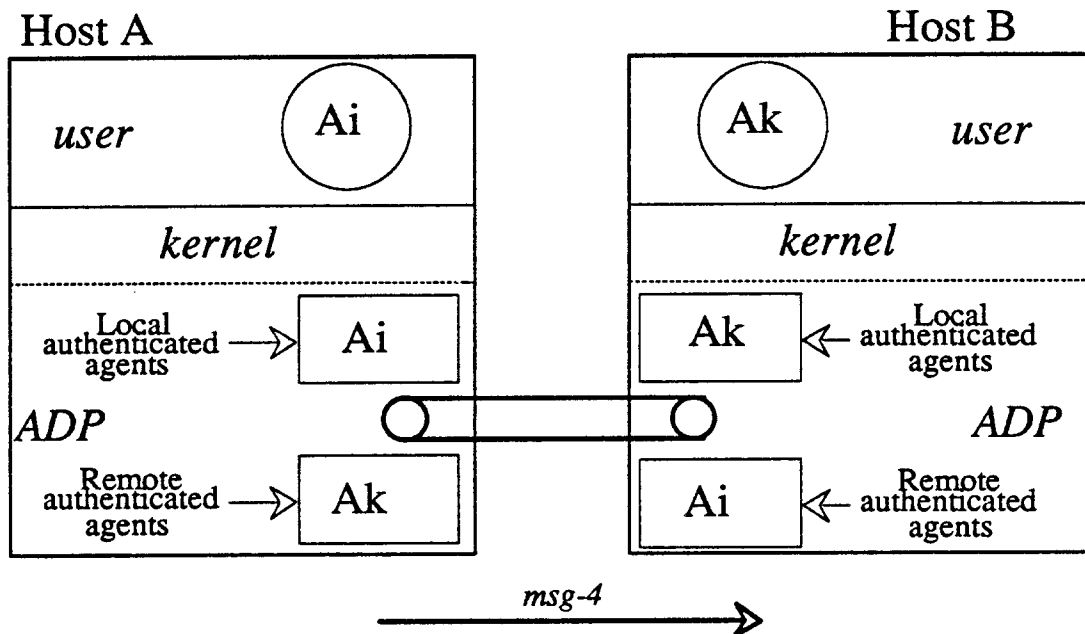 Host A
Host B
user
Ai
Ak
user
kernel
kernel
Local
authenticated
agents
Ai
Ak
Local
authenticated
agents
ADP
ADP
Remote
authenticated
agents
Ak
Ai
Remote
authenticated
agents
msg-4